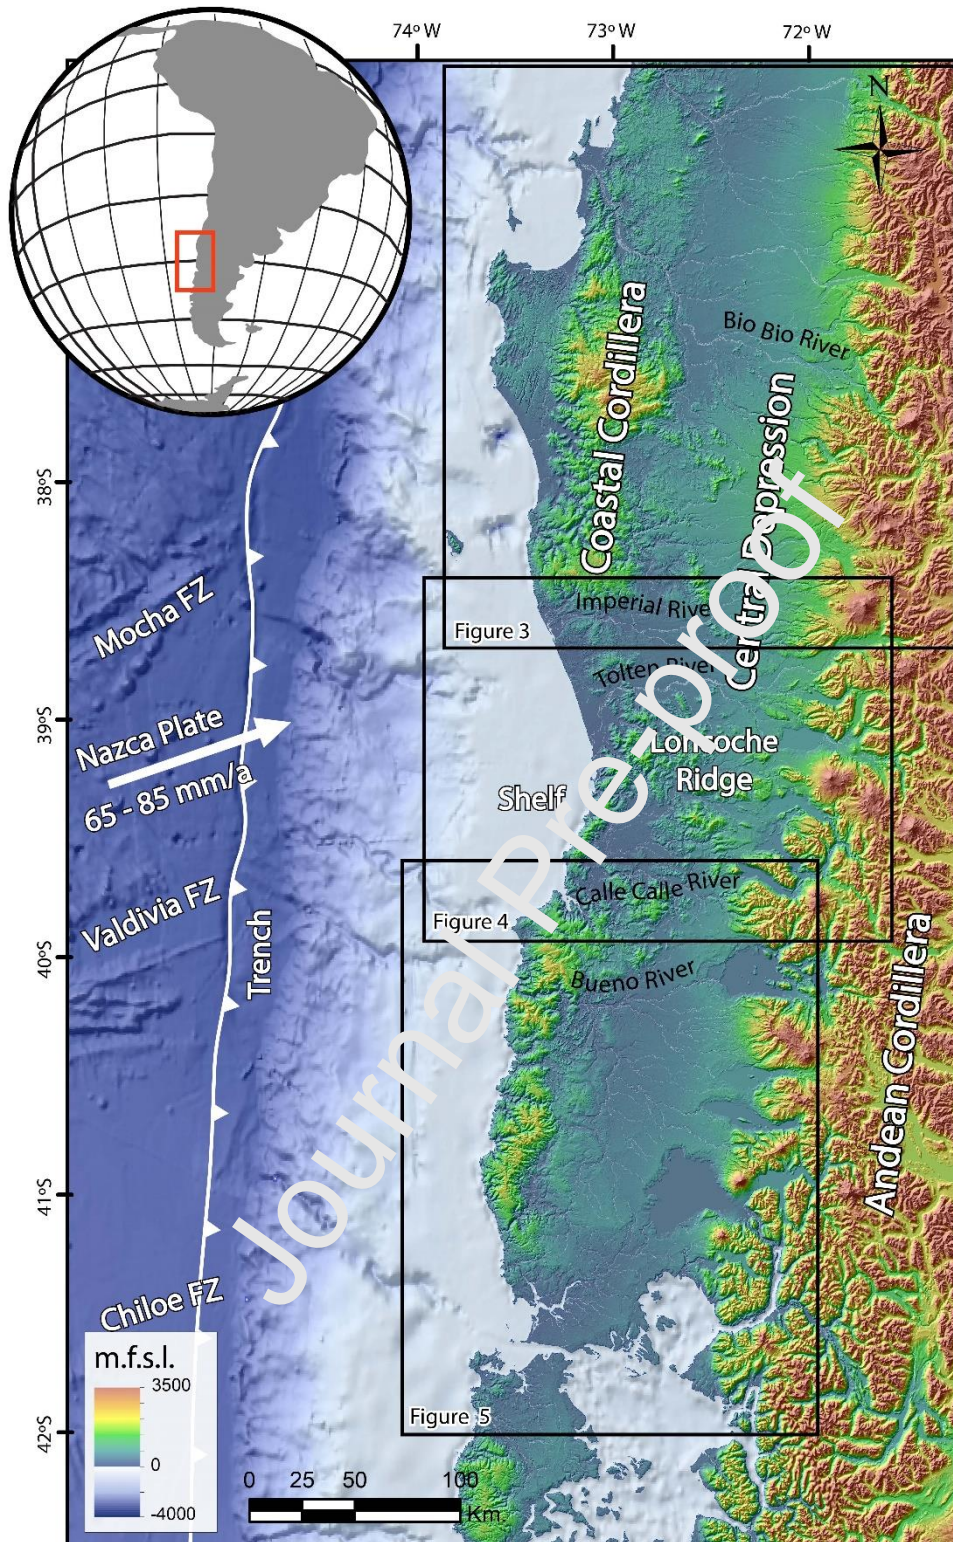 74° W
73° W
72° W
N
Bio Bio River
Coastal Cordillera
Central Depression
38°S
Mocha FZ
Imperial River
Figure 3
Tolten River
39°S
Nazca Plate
65 - 85 mm/a
Loncoche
Ridge
Shelf
Calle Calle River
Valdivia FZ
Figure 4
40°S
Trench
Bueno River
Andean Cordillera
Journal Pre-proof
41°S
Chiloe FZ
m.f.s.l.
3500
0
-4000
Figure 5
42°S
0 25 50 100
Km